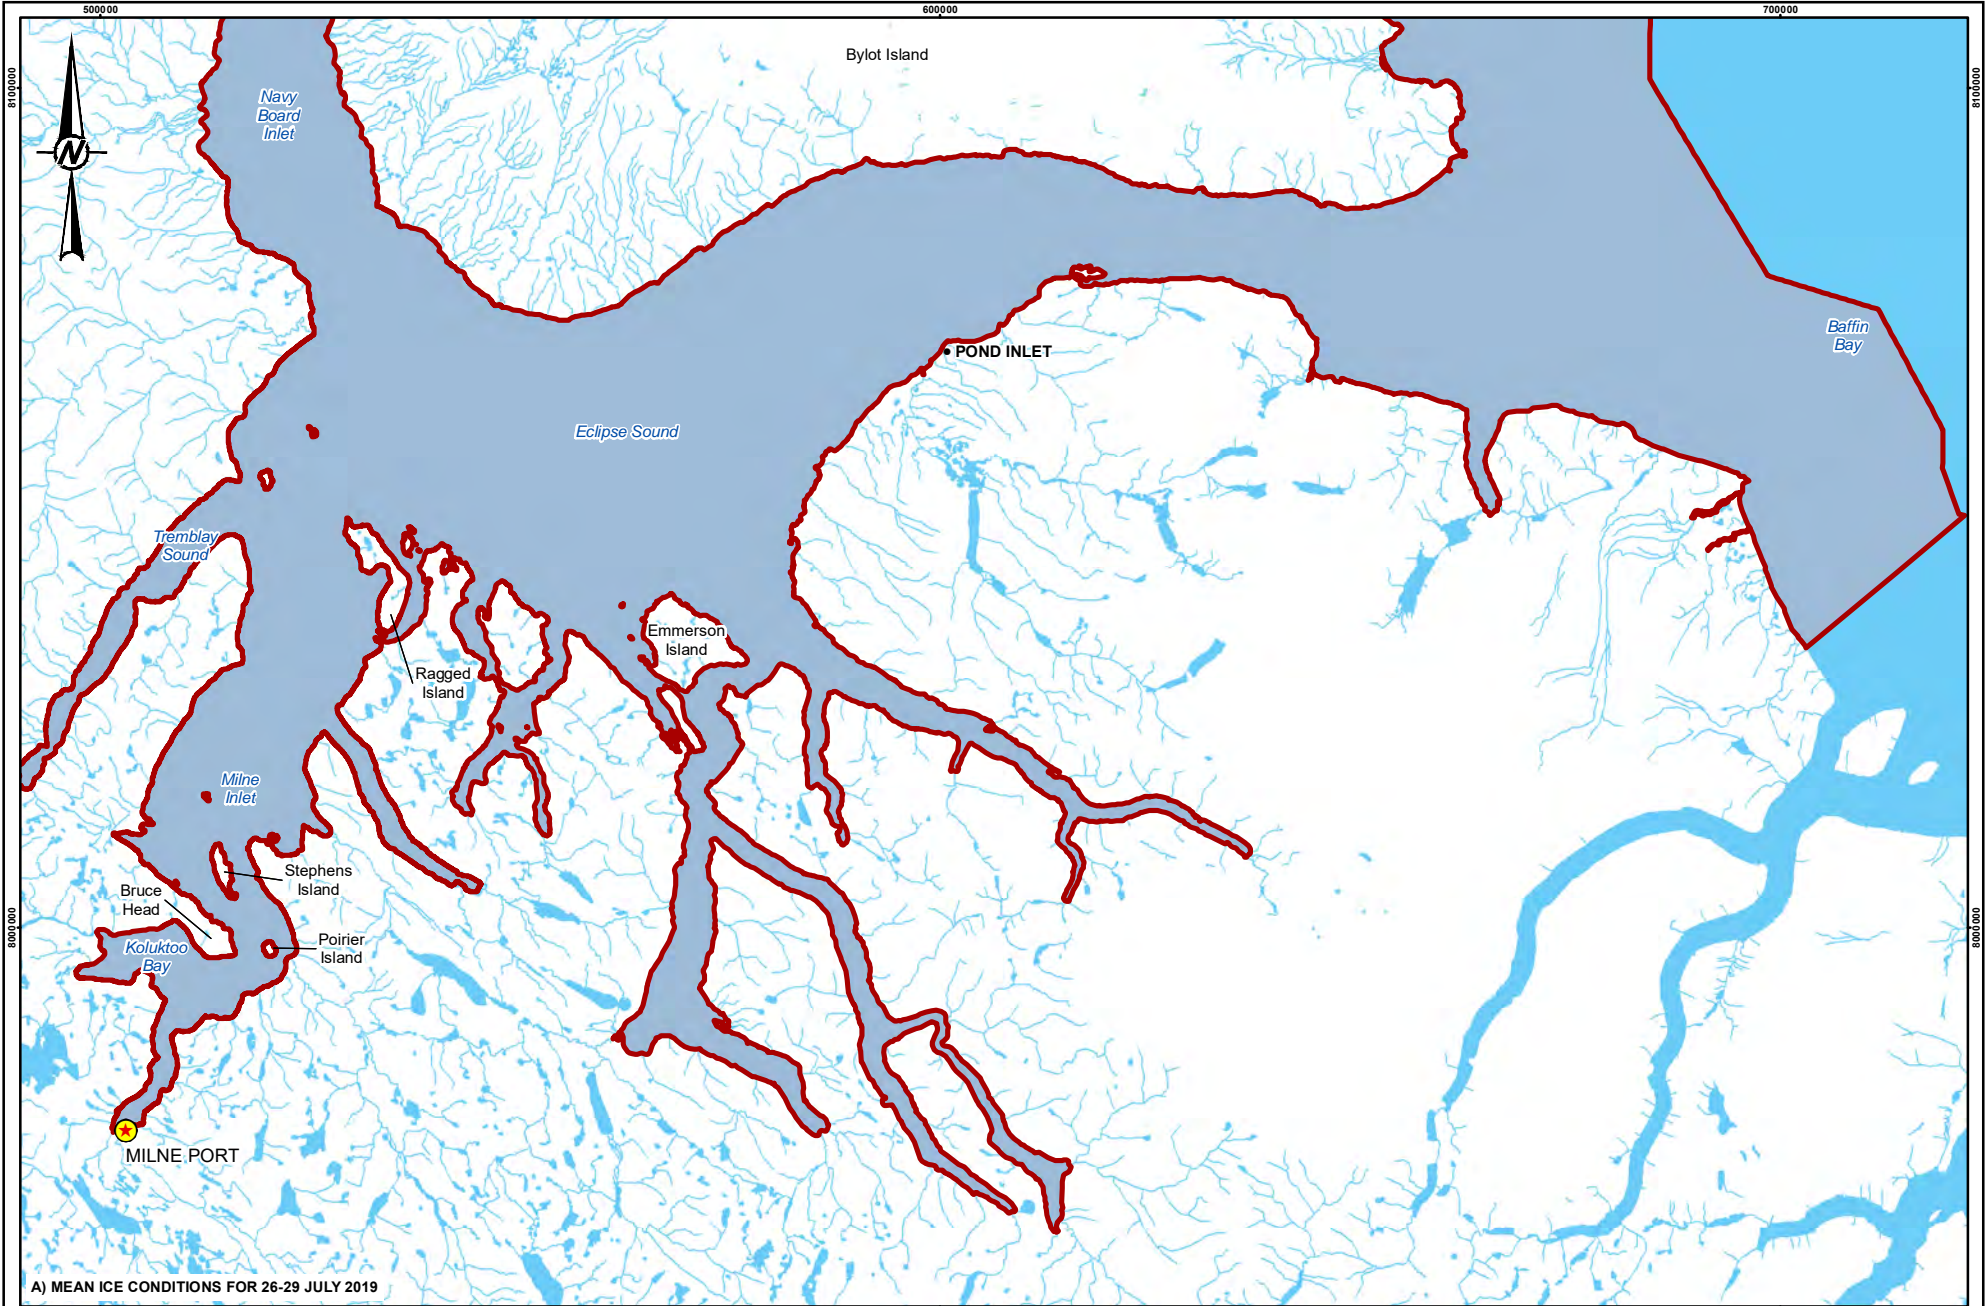 500000
600000
700000
8100000
8100000
Bylot Island
Navy
Board
Inlet
N
Baffin
Bay
POND INLET
Eclipse Sound
Tremblay
Sound
Emmerson
Island
Ragged
Island
Milne
Inlet
Stephens
Island
Bruce
Head
8000000
8000000
Koluktoo
Bay
Poirier
Island
MILNE PORT
A) MEAN ICE CONDITIONS FOR 26-29 JULY 2019